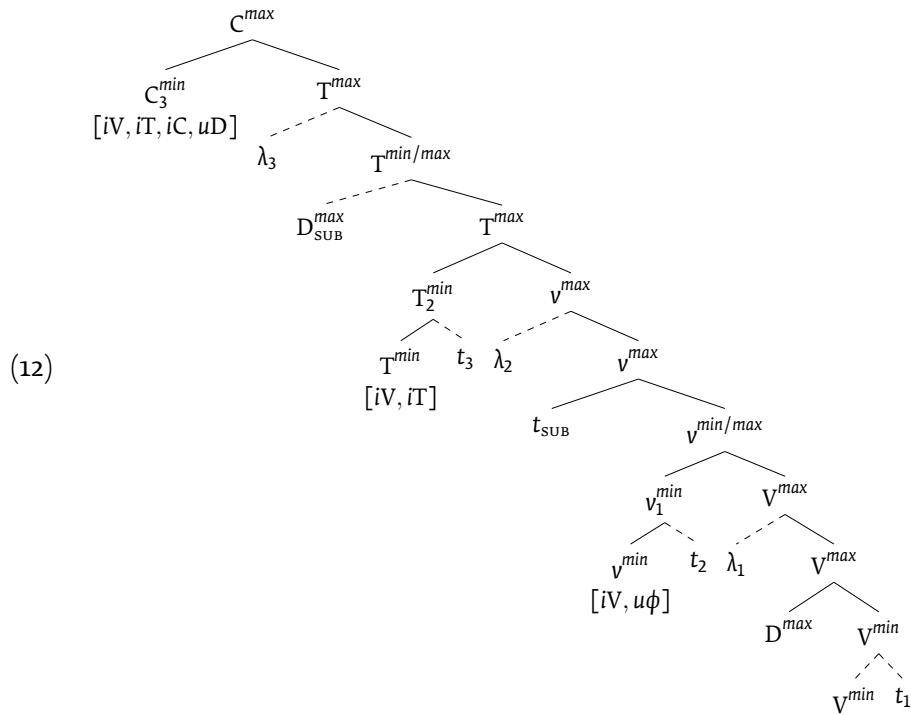 C^max
C_3^min T^max
[iV, iT, iC, uD]
λ_3 T^min/max
D_SUB^max T^max
T_2^min v^max
(12) T^min t_3 λ_2 v^max
[iV, iT]
t_SUB v^min/max
v_1^min V^max
v^min t_2 λ_1 V^max
[iV, uϕ]
D^max V^min
V^min t_1